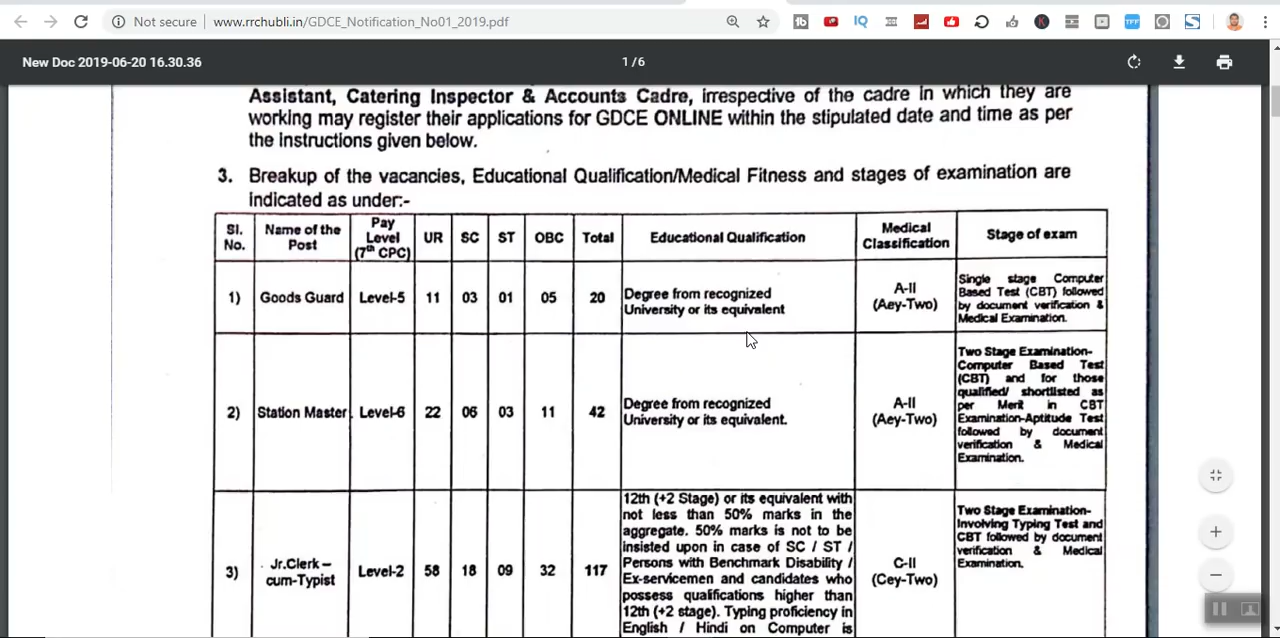 Not secure | www.rrchubli.in/GDCE_Notification_No01_2019.pdf
New Doc 2019-06-20 16.30.36
1 / 6
Assistant, Catering Inspector & Accounts Cadre, irrespective of the cadre in which they are
working may register their applications for GDCE ONLINE within the stipulated date and time as per
the instructions given below.
3. Breakup of the vacancies, Educational Qualification/Medical Fitness and stages of examination are
indicated as under:-
Sl. No. Name of the Post Pay Level (7th CPC) UR SC ST OBC Total Educational Qualification Medical Classification Stage of exam
1) Goods Guard Level-5 11 03 01 05 20
Degree from recognized
University or its equivalent
A-II
(Aey-Two)
Single stage Computer
Based Test (CBT) followed
by document verification &
Medical Examination.
2) Station Master. Level-6 22 06 03 11 42
Degree from recognized
University or its equivalent.
A-II
(Aey-Two)
Two Stage Examination-
Computer Based Test
(CBT) and for those
qualified/ shortlisted as
per Merit in CBT
Examination-Aptitude Test
followed by document
verification & Medical
Examination.
3) Jr.Clerk – cum-Typist Level-2 58 18 09 32 117
12th (+2 Stage) or its equivalent with
not less than 50% marks in the
aggregate. 50% marks is not to be
insisted upon in case of SC / ST /
Persons with Benchmark Disability /
Ex-servicemen and candidates who
possess qualifications higher than
12th (+2 stage). Typing proficiency in
English / Hindi on Computer is
C-II
(Cey-Two)
Two Stage Examination-
Involving Typing Test and
CBT followed by document
verification & Medical
Examination.